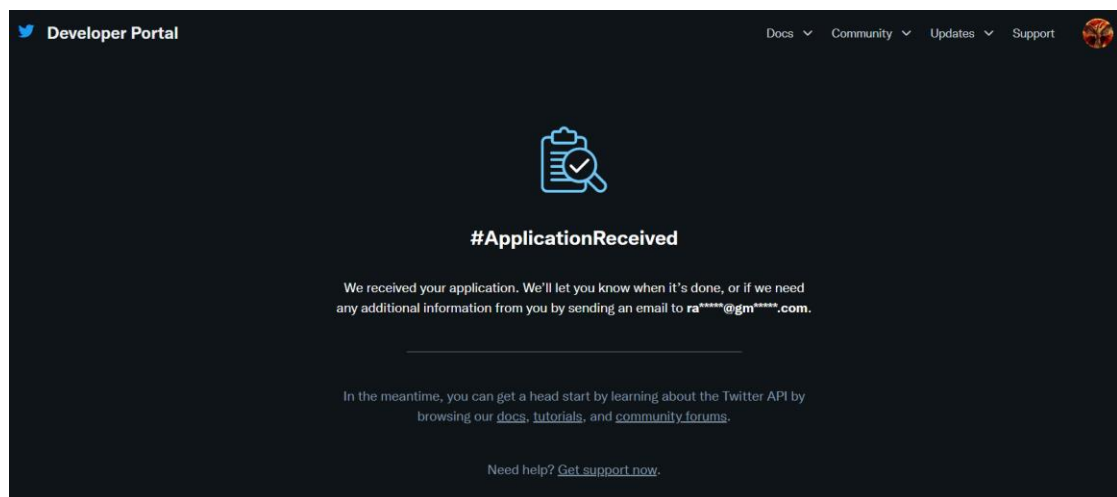 Developer Portal
Docs Community Updates Support
#ApplicationReceived
We received your application. We'll let you know when it's done, or if we need
any additional information from you by sending an email to ra*****@gm*****.com.
In the meantime, you can get a head start by learning about the Twitter API by
browsing our docs, tutorials, and community forums.
Need help? Get support now.